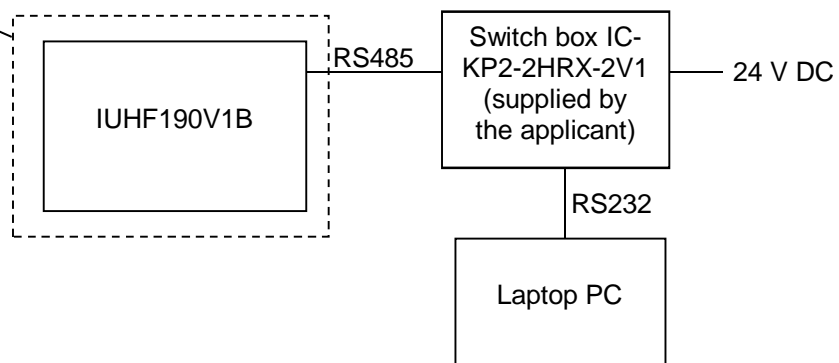 IUHF190V1B
RS485
Switch box IC-
KP2-2HRX-2V1
(supplied by
the applicant)
24 V DC
RS232
Laptop PC